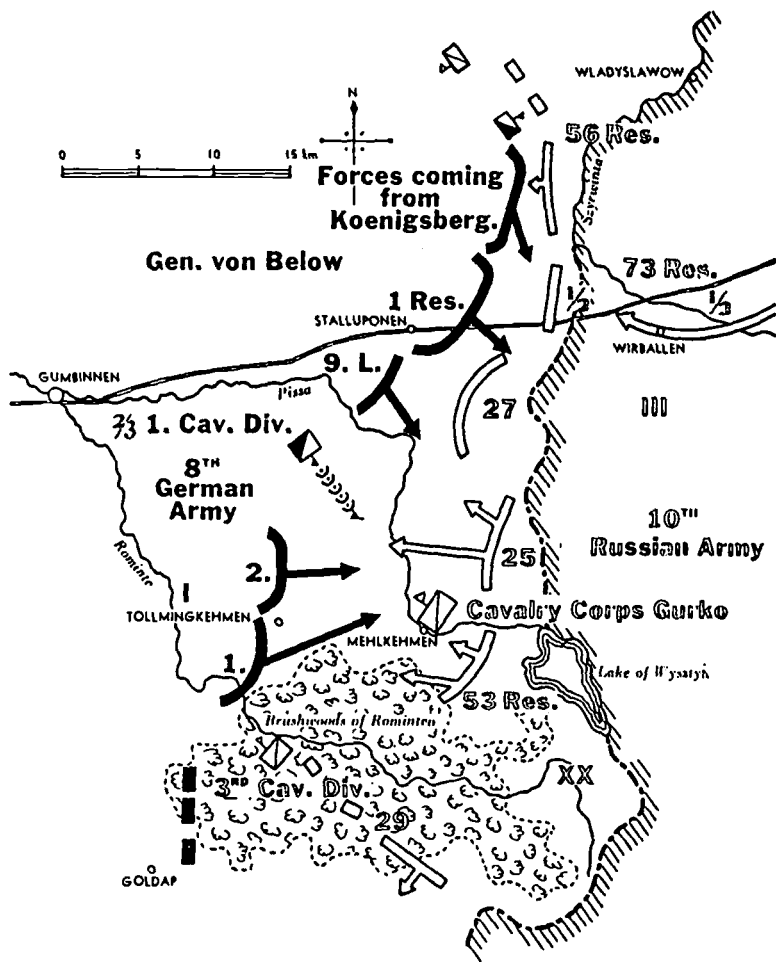 WLADYSLAWOW
N
0 5 10 15 km
56 Res.
Szyrwinta
Forces coming
from
Koenigsberg.
Gen. von Below
73 Res.
1/2
1/3
1 Res.
STALLUPONEN
WIRBALLEN
9. L.
GUMBINNEN
Pissa
27
III
1. Cav. Div.
8TH
German
Army
10TH
Russian Army
25
Rominte
2.
I
Cavalry Corps Gurko
TOLLMINGKEHMEN
MEHLKEHMEN
1.
Lake of Wysstyk
53 Res.
Brushwoods of Rominten
XX
3RD Cav. Div.
29
GOLDAP